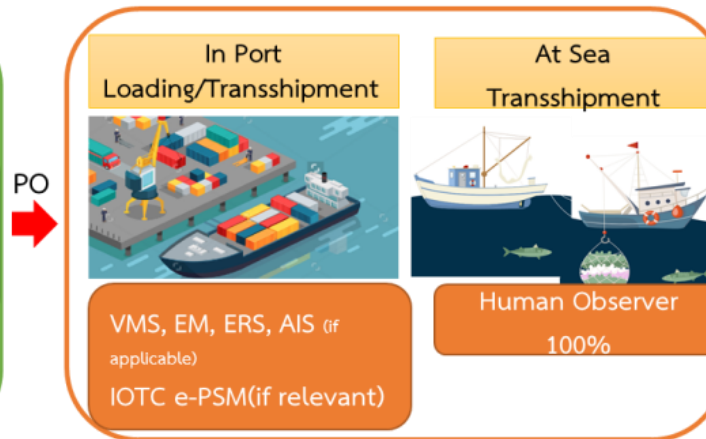 PO
In Port
Loading/Transshipment
At Sea
Transshipment
VMS, EM, ERS, AIS (if
applicable)
IOTC e-PSM(if relevant)
Human Observer
100%